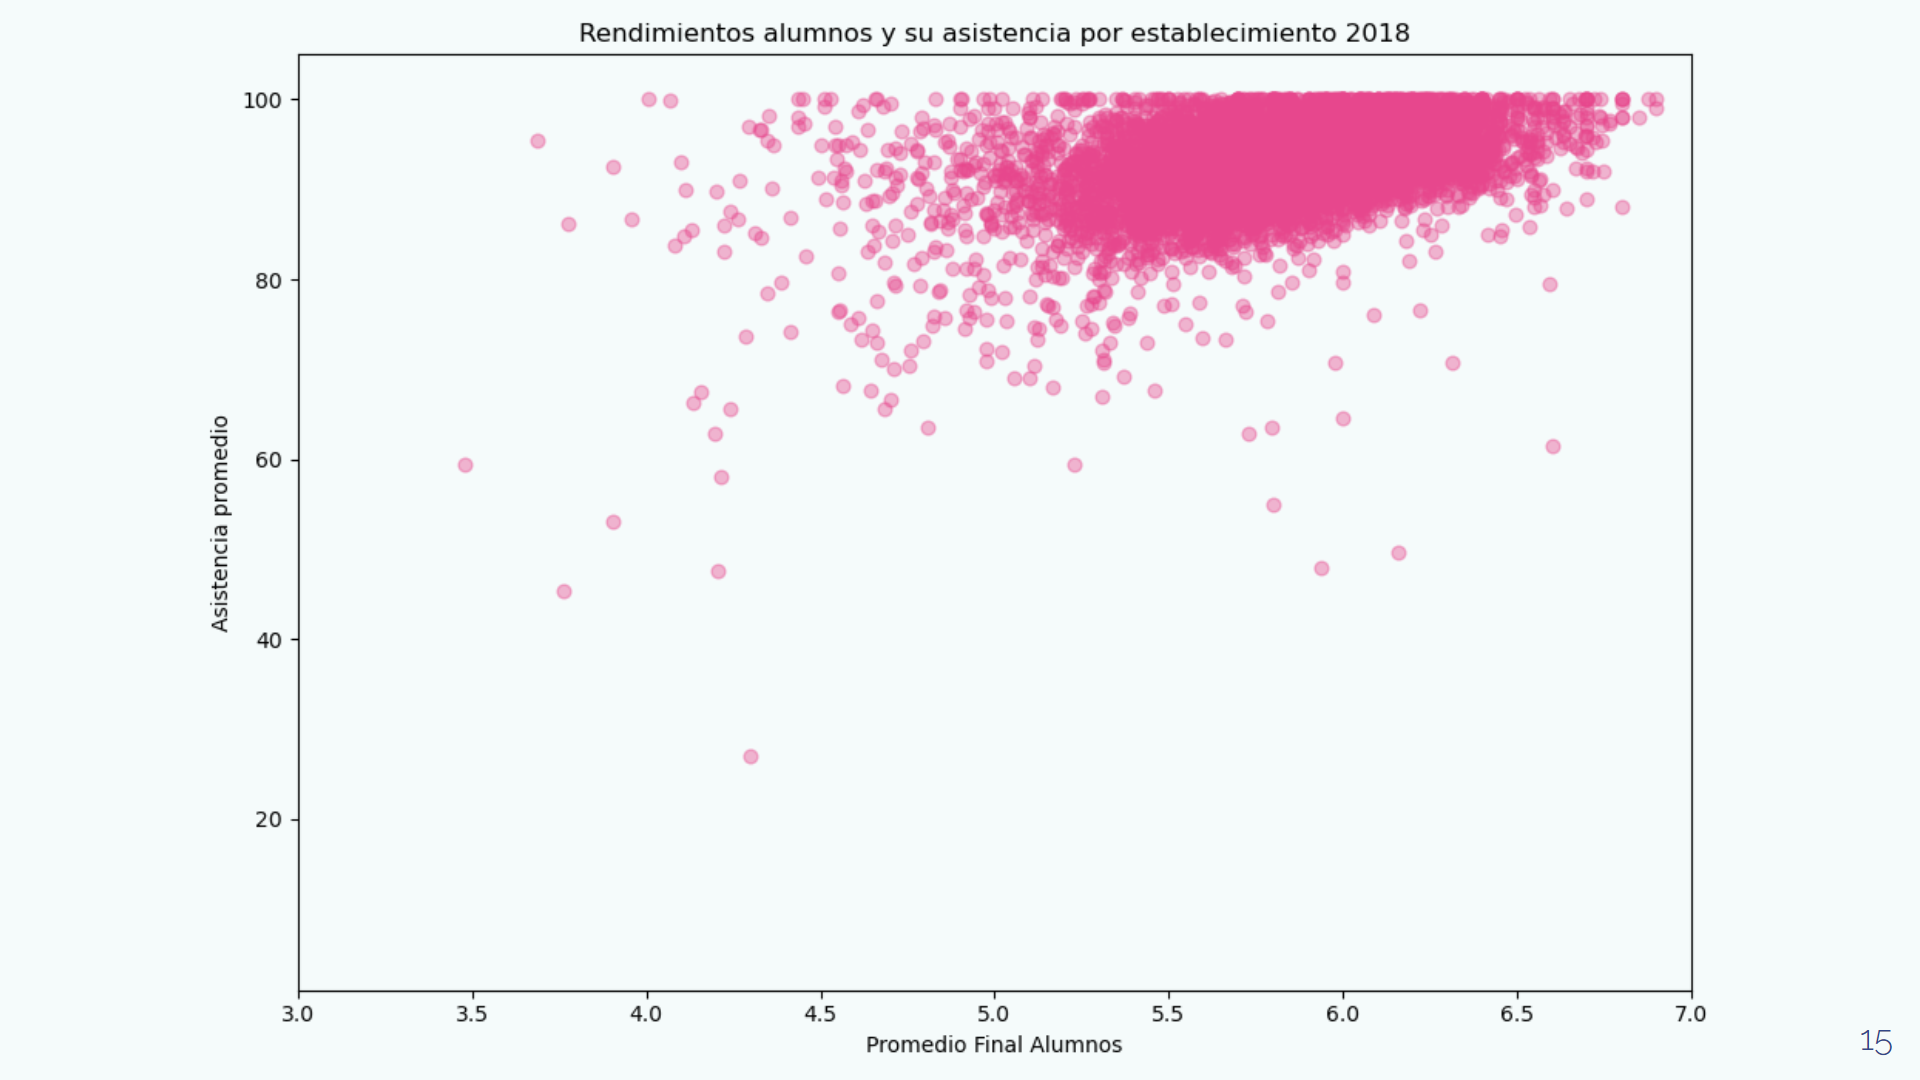 Rendimientos alumnos y su asistencia por establecimiento 2018
100
80
60
40
20
Asistencia promedio
3.0 3.5 4.0 4.5 5.0 5.5 6.0 6.5 7.0
Promedio Final Alumnos
15